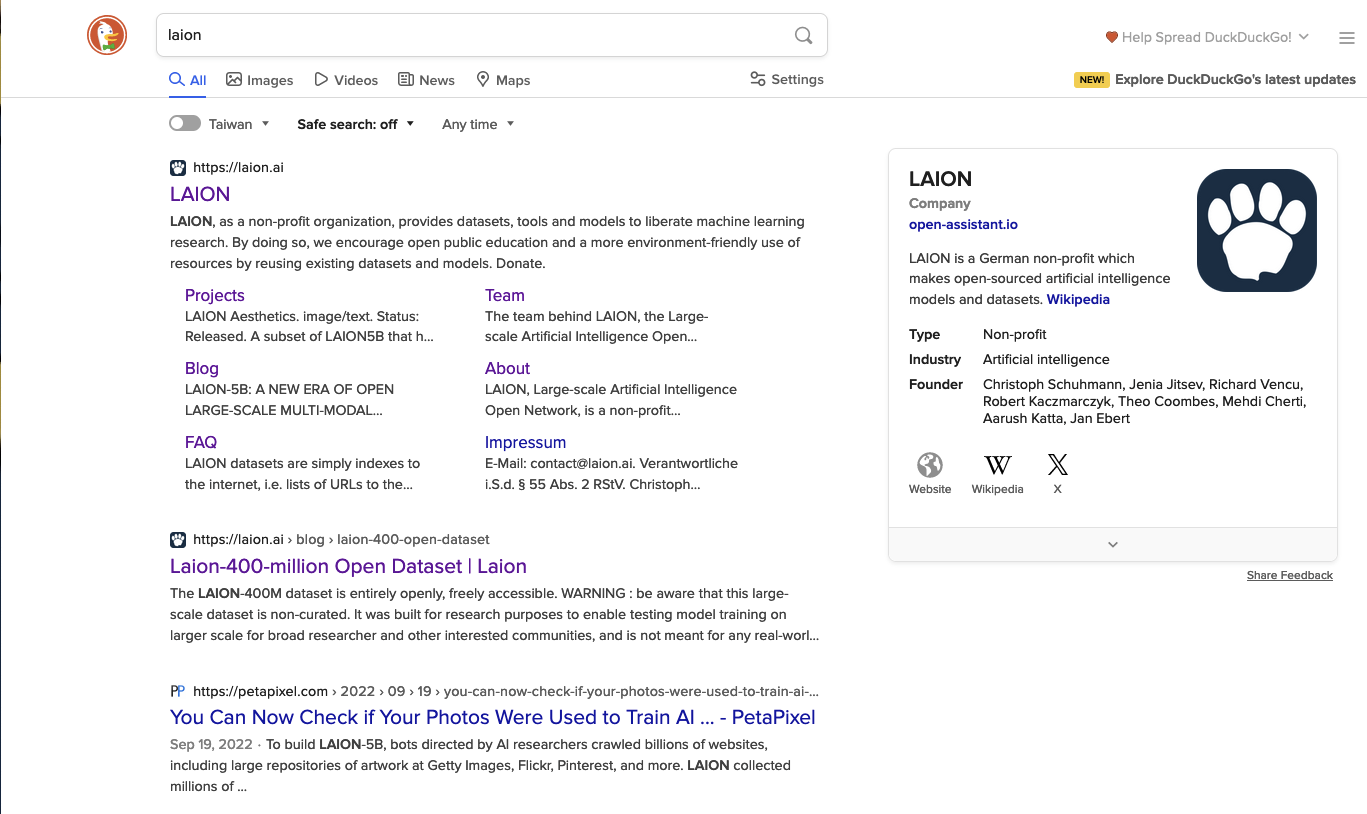 laion
Help Spread DuckDuckGo!
All Images Videos News Maps Settings
NEW! Explore DuckDuckGo's latest updates
Taiwan Safe search: off Any time
https://laion.ai
LAION
LAION, as a non-profit organization, provides datasets, tools and models to liberate machine learning
research. By doing so, we encourage open public education and a more environment-friendly use of
resources by reusing existing datasets and models. Donate.
Projects
LAION Aesthetics. image/text. Status:
Released. A subset of LAION5B that h...
Team
The team behind LAION, the Large-
scale Artificial Intelligence Open...
Blog
LAION-5B: A NEW ERA OF OPEN
LARGE-SCALE MULTI-MODAL...
About
LAION, Large-scale Artificial Intelligence
Open Network, is a non-profit...
FAQ
LAION datasets are simply indexes to
the internet, i.e. lists of URLs to the...
Impressum
E-Mail: contact@laion.ai. Verantwortliche
i.S.d. § 55 Abs. 2 RStV. Christoph...
https://laion.ai › blog › laion-400-open-dataset
Laion-400-million Open Dataset | Laion
The LAION-400M dataset is entirely openly, freely accessible. WARNING : be aware that this large-
scale dataset is non-curated. It was built for research purposes to enable testing model training on
larger scale for broad researcher and other interested communities, and is not meant for any real-worl...
PP https://petapixel.com › 2022 › 09 › 19 › you-can-now-check-if-your-photos-were-used-to-train-ai-...
You Can Now Check if Your Photos Were Used to Train AI ... - PetaPixel
Sep 19, 2022 · To build LAION-5B, bots directed by AI researchers crawled billions of websites,
including large repositories of artwork at Getty Images, Flickr, Pinterest, and more. LAION collected
millions of ...
LAION
Company
open-assistant.io
LAION is a German non-profit which
makes open-sourced artificial intelligence
models and datasets. Wikipedia
Type Non-profit
Industry Artificial intelligence
Founder Christoph Schuhmann, Jenia Jitsev, Richard Vencu,
Robert Kaczmarczyk, Theo Coombes, Mehdi Cherti,
Aarush Katta, Jan Ebert
W X
Website Wikipedia X
Share Feedback